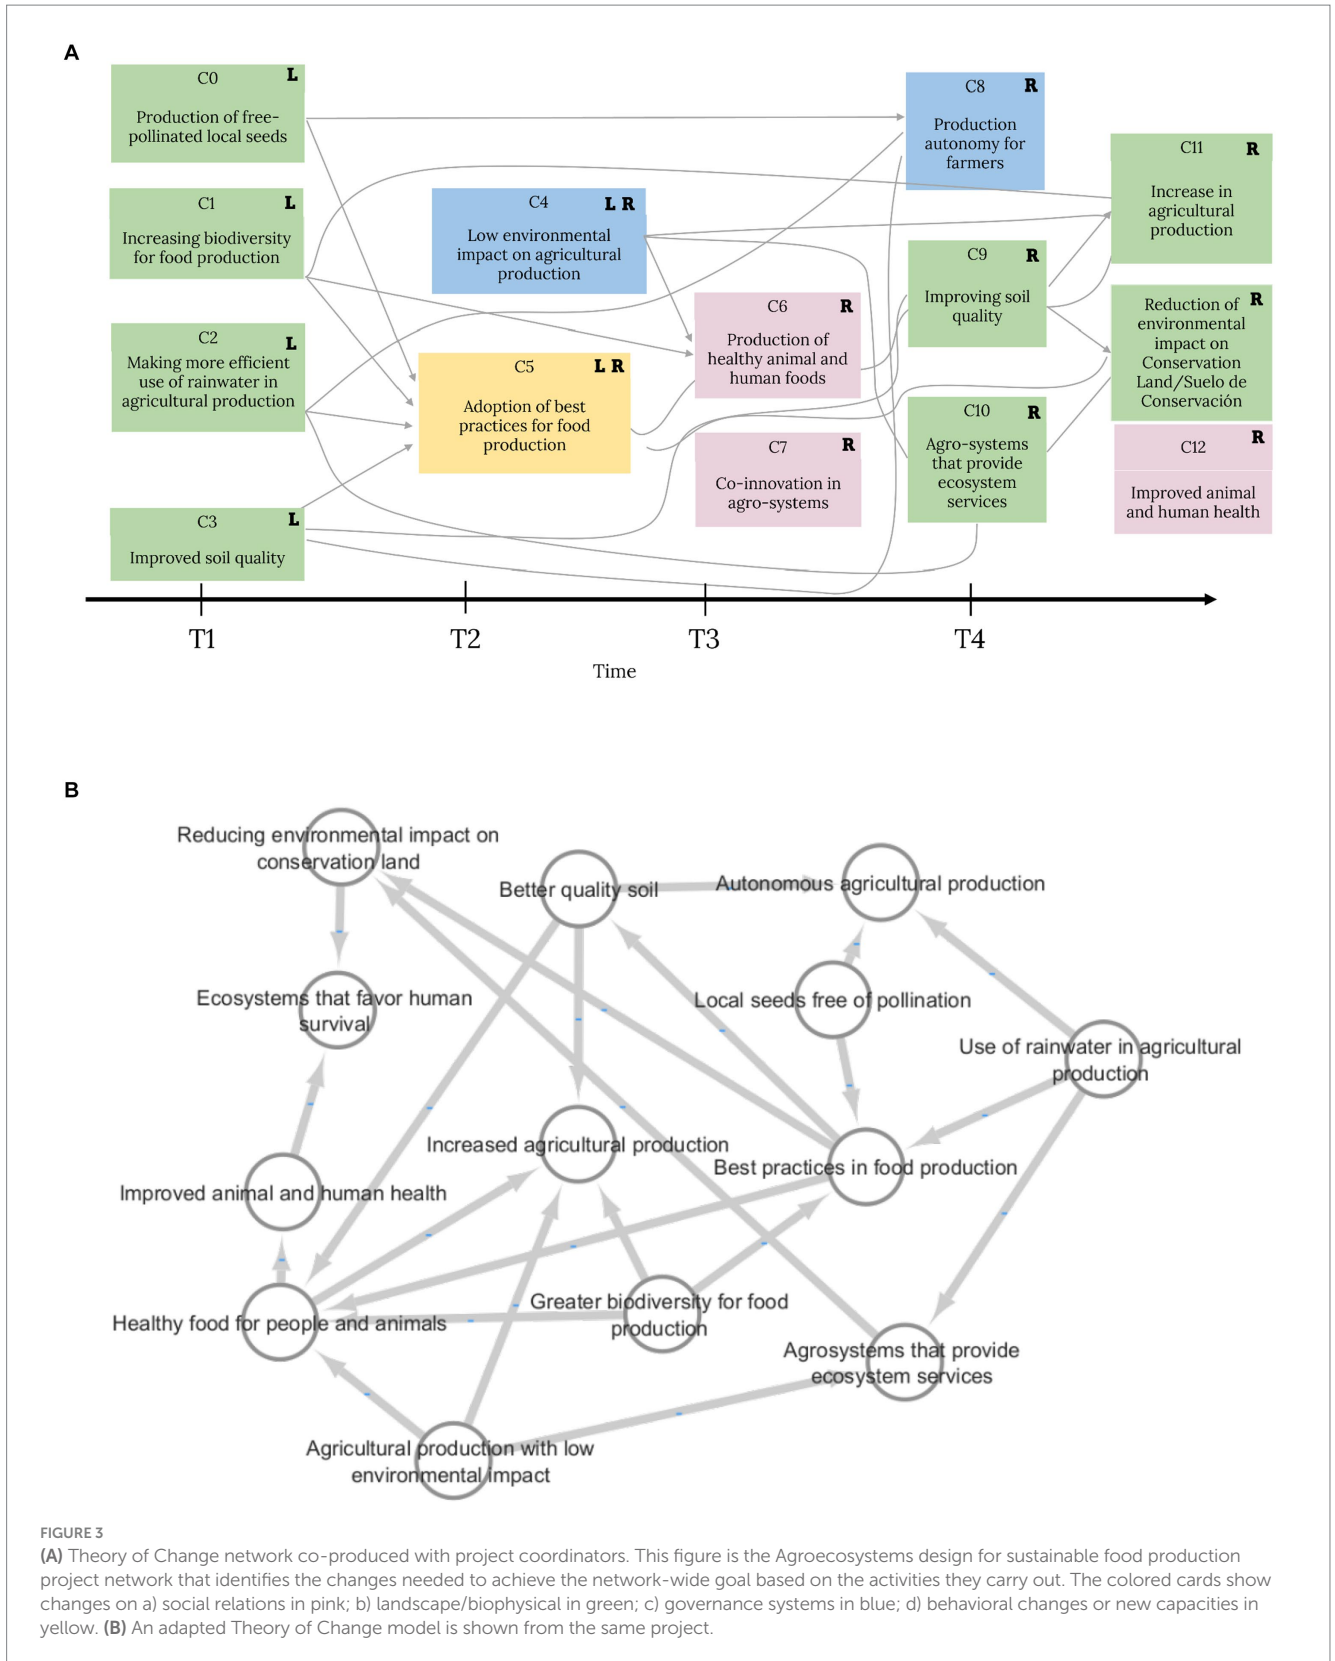 A
C0 L
Production of free-
pollinated local seeds
C1 L
Increasing biodiversity
for food production
C2 L
Making more efficient
use of rainwater in
agricultural production
C3 L
Improved soil quality
C4 L R
Low environmental
impact on agricultural
production
C5 L R
Adoption of best
practices for food
production
C6 R
Production of
healthy animal and
human foods
C7 R
Co-innovation in
agro-systems
C8 R
Production
autonomy for
farmers
C9 R
Improving soil
quality
C10 R
Agro-systems
that provide
ecosystem
services
C11 R
Increase in
agricultural
production
Reduction of R
environmental
impact on
Conservation
Land/Suelo de
Conservación
C12 R
Improved animal
and human health
T1 T2 T3 T4
Time
B
Reducing environmental impact on
conservation land
Better quality soil
Autonomous agricultural production
Ecosystems that favor human
survival
Local seeds free of pollination
Use of rainwater in agricultural
production
Increased agricultural production
Best practices in food production
Improved animal and human health
Healthy food for people and animals
Greater biodiversity for food
production
Agrosystems that provide
ecosystem services
Agricultural production with low
environmental impact
FIGURE 3
(A) Theory of Change network co-produced with project coordinators. This figure is the Agroecosystems design for sustainable food production
project network that identifies the changes needed to achieve the network-wide goal based on the activities they carry out. The colored cards show
changes on a) social relations in pink; b) landscape/biophysical in green; c) governance systems in blue; d) behavioral changes or new capacities in
yellow. (B) An adapted Theory of Change model is shown from the same project.